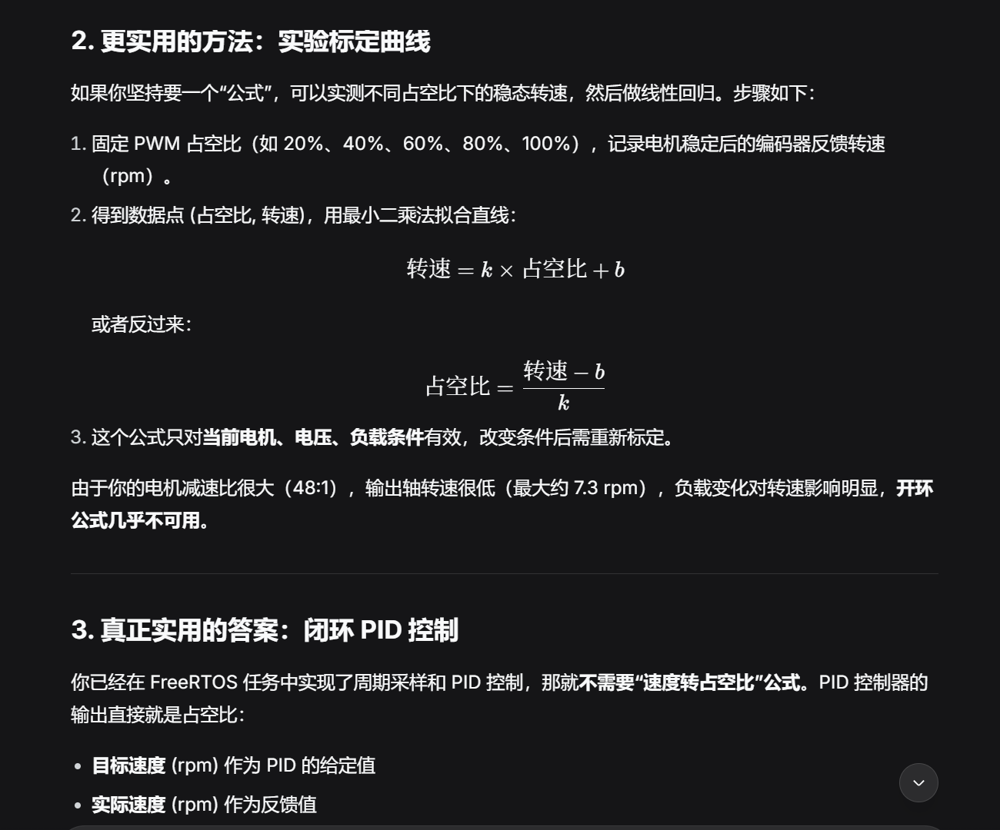 2. 更实用的方法：实验标定曲线
如果你坚持要一个“公式”，可以实测不同占空比下的稳态转速，然后做线性回归。步骤如下：
1. 固定 PWM 占空比（如 20%、40%、60%、80%、100%），记录电机稳定后的编码器反馈转速
（rpm）。
2. 得到数据点 (占空比, 转速)，用最小二乘法拟合直线：
转速 = k × 占空比 + b
或者反过来：
占空比 = (转速 − b) / k
3. 这个公式只对当前电机、电压、负载条件有效，改变条件后需重新标定。
由于你的电机减速比很大（48:1），输出轴转速很低（最大约 7.3 rpm），负载变化对转速影响明显，开环
公式几乎不可用。
3. 真正实用的答案：闭环 PID 控制
你已经在 FreeRTOS 任务中实现了周期采样和 PID 控制，那就不需要“速度转占空比”公式。PID 控制器的
输出直接就是占空比：
• 目标速度 (rpm) 作为 PID 的给定值
• 实际速度 (rpm) 作为反馈值